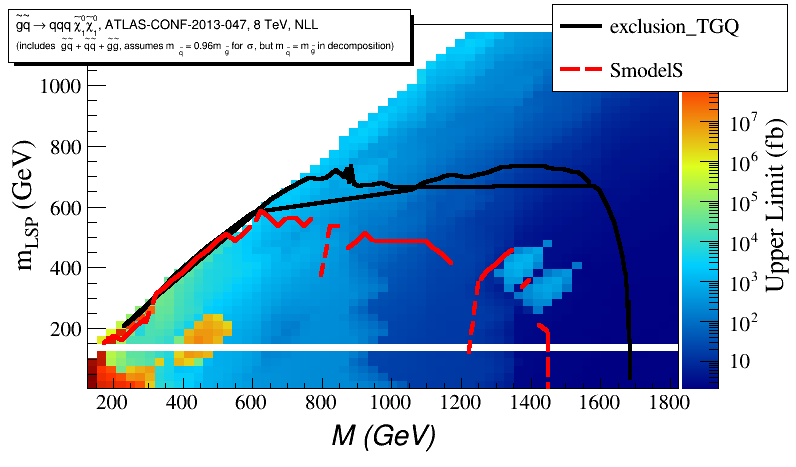 g̃q̃ → qqq χ̃⁰₁χ̃⁰₁, ATLAS-CONF-2013-047, 8 TeV, NLL
(includes g̃q̃ + q̃q̃ + g̃g̃, assumes m_q̃ = 0.96m_g̃ for σ, but m_q̃ = m_g̃ in decomposition)
exclusion_TGQ
SmodelS
1000
800
600
400
200
m_LSP (GeV)
200 400 600 800 1000 1200 1400 1600 1800
M (GeV)
10⁷
10⁶
10⁵
10⁴
10³
10²
10
Upper Limit (fb)